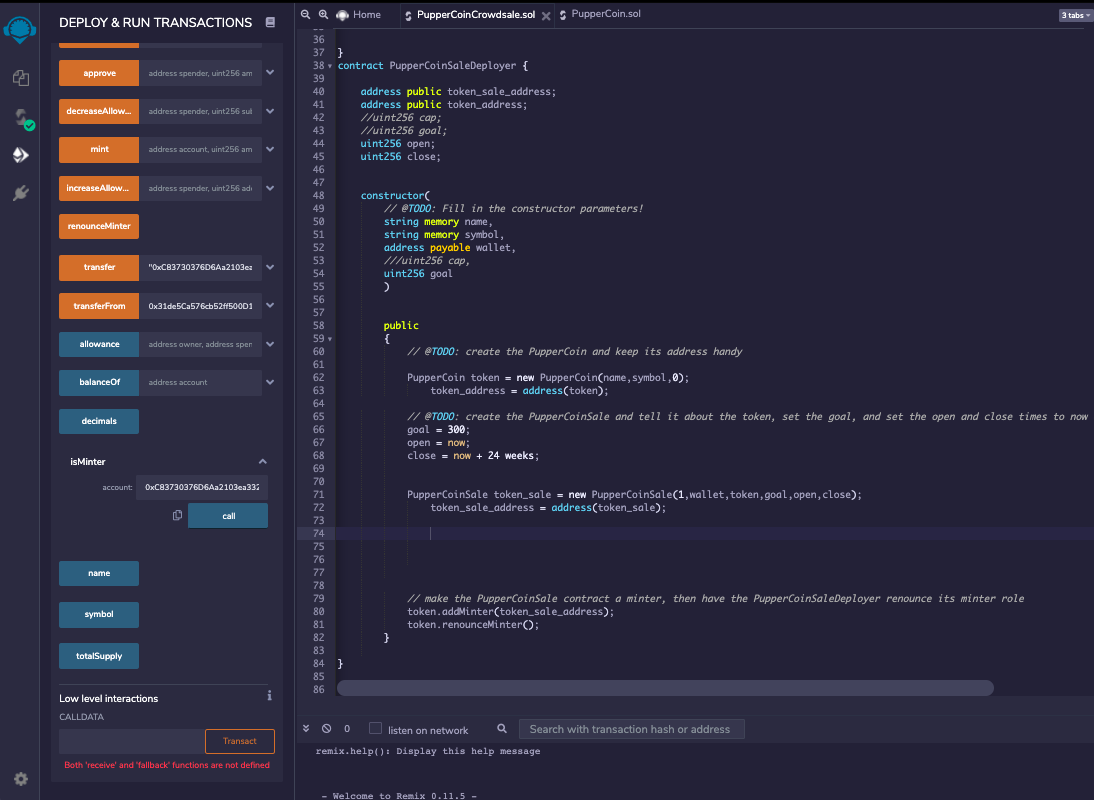 DEPLOY & RUN TRANSACTIONS
Home
PupperCoinCrowdsale.sol
PupperCoin.sol
3 tabs
approve address spender, uint256 am
decreaseAllow... address spender, uint256 sul
mint address account, uint256 am
increaseAllow... address spender, uint256 add
renounceMinter
transfer "0xC83730376D6Aa2103ea
transferFrom 0x31de5Ca576cb52ff500D1
allowance address owner, address spen
balanceOf address account
decimals
isMinter
account: 0xC83730376D6Aa2103ea332
call
name
symbol
totalSupply
Low level interactions
CALLDATA
Transact
Both 'receive' and 'fallback' functions are not defined
36
37 }
38 contract PupperCoinSaleDeployer {
39
40 address public token_sale_address;
41 address public token_address;
42 //uint256 cap;
43 //uint256 goal;
44 uint256 open;
45 uint256 close;
46
47
48 constructor(
49 // @TODO: Fill in the constructor parameters!
50 string memory name,
51 string memory symbol,
52 address payable wallet,
53 ///uint256 cap,
54 uint256 goal
55 )
56
57
58 public
59 {
60 // @TODO: create the PupperCoin and keep its address handy
61
62 PupperCoin token = new PupperCoin(name,symbol,0);
63 token_address = address(token);
64
65 // @TODO: create the PupperCoinSale and tell it about the token, set the goal, and set the open and close times to now
66 goal = 300;
67 open = now;
68 close = now + 24 weeks;
69
70
71 PupperCoinSale token_sale = new PupperCoinSale(1,wallet,token,goal,open,close);
72 token_sale_address = address(token_sale);
73
74
75
76
77
78
79 // make the PupperCoinSale contract a minter, then have the PupperCoinSaleDeployer renounce its minter role
80 token.addMinter(token_sale_address);
81 token.renounceMinter();
82 }
83
84 }
85
86
0 listen on network Search with transaction hash or address
remix.help(): Display this help message
- Welcome to Remix 0.11.5 -